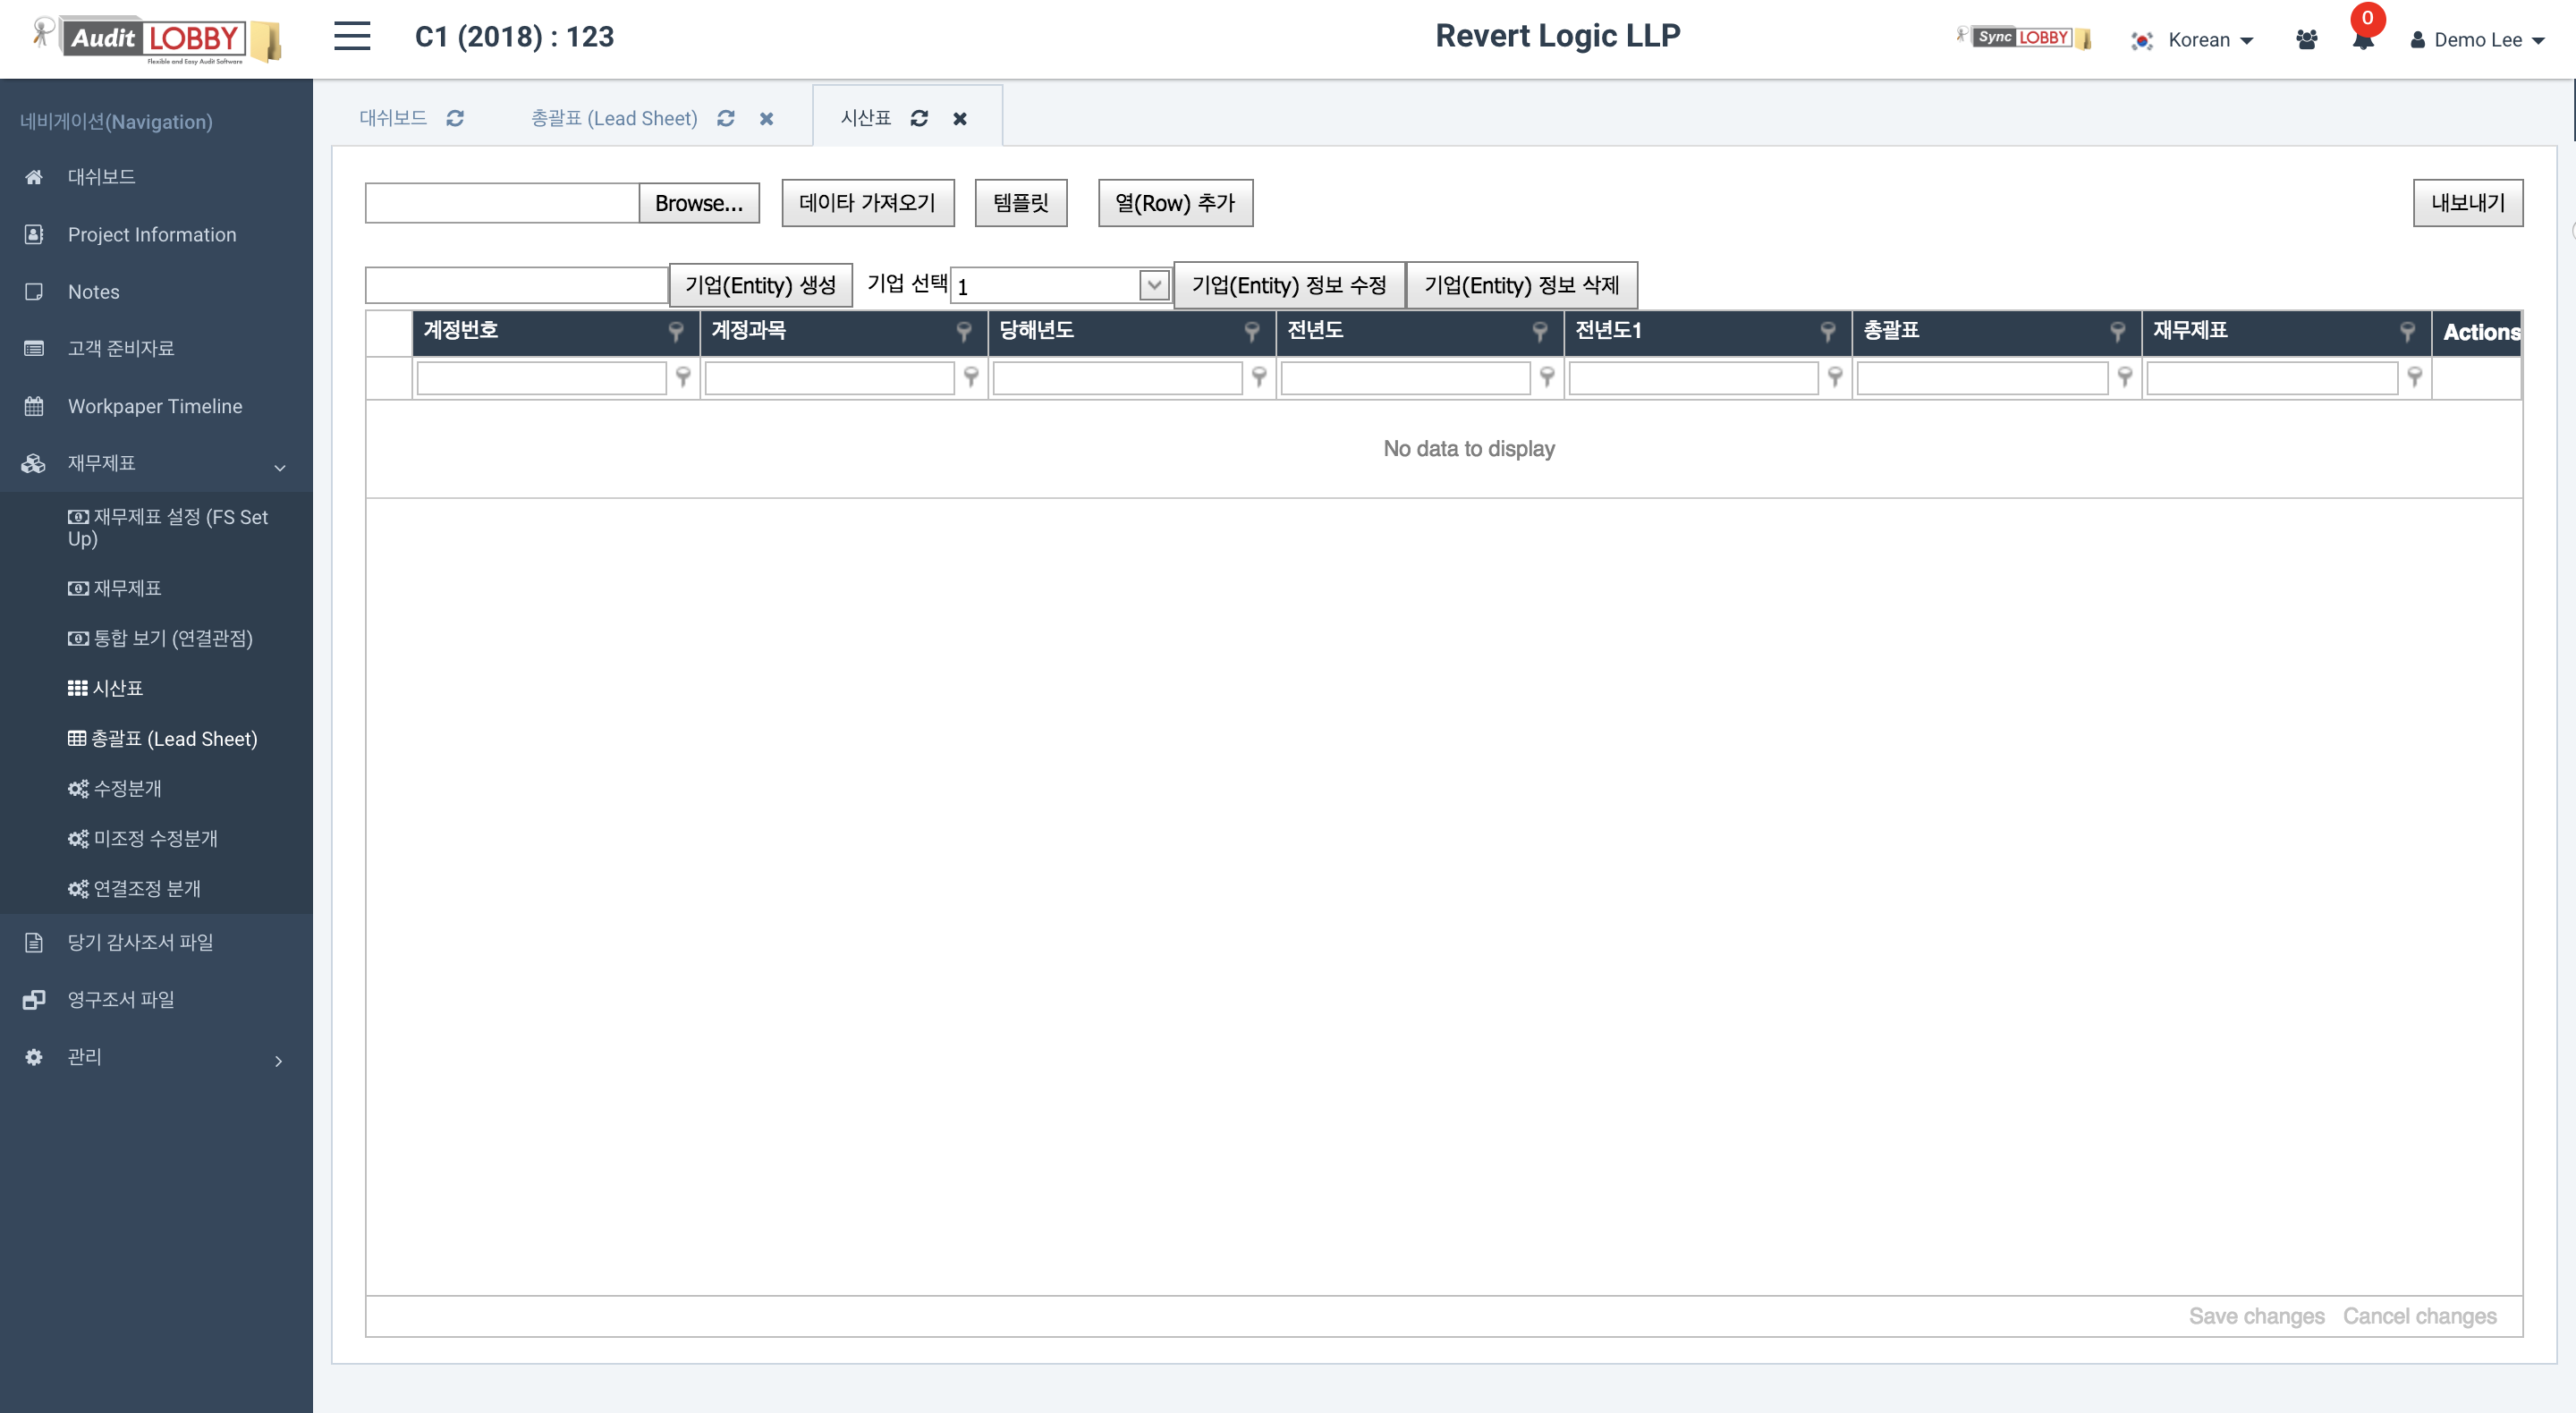 Audit LOBBY
Flexible and Easy Audit Software
C1 (2018) : 123
Revert Logic LLP
Sync LOBBY
Korean
0
Demo Lee
네비게이션(Navigation)
대쉬보드
Project Information
Notes
고객 준비자료
Workpaper Timeline
재무제표
재무제표 설정 (FS Set
Up)
재무제표
통합 보기 (연결관점)
시산표
총괄표 (Lead Sheet)
수정분개
미조정 수정분개
연결조정 분개
당기 감사조서 파일
영구조서 파일
관리
대쉬보드
총괄표 (Lead Sheet)
시산표
Browse...
데이타 가져오기
템플릿
열(Row) 추가
내보내기
기업(Entity) 생성
기업 선택
1
기업(Entity) 정보 수정
기업(Entity) 정보 삭제
계정번호
계정과목
당해년도
전년도
전년도1
총괄표
재무제표
Actions
No data to display
Save changes
Cancel changes